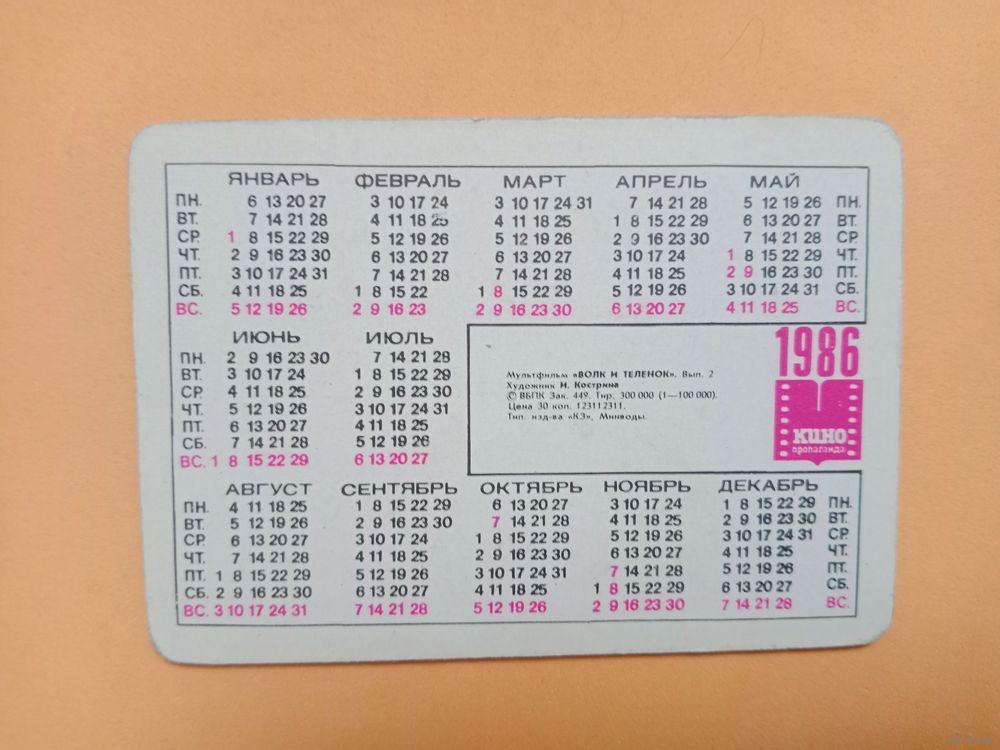 ЯНВАРЬ ФЕВРАЛЬ МАРТ АПРЕЛЬ МАЙ
ПН. 6 13 20 27 3 10 17 24 3 10 17 24 31 7 14 21 28 5 12 19 26 ПН.
ВТ. 7 14 21 28 4 11 18 25 4 11 18 25 1 8 15 22 29 6 13 20 27 ВТ.
СР. 1 8 15 22 29 5 12 19 26 5 12 19 26 2 9 16 23 30 7 14 21 28 СР.
ЧТ. 2 9 16 23 30 6 13 20 27 6 13 20 27 3 10 17 24 1 8 15 22 29 ЧТ.
ПТ. 3 10 17 24 31 7 14 21 28 7 14 21 28 4 11 18 25 2 9 16 23 30 ПТ.
СБ. 4 11 18 25 1 8 15 22 1 8 15 22 29 5 12 19 26 3 10 17 24 31 СБ.
ВС. 5 12 19 26 2 9 16 23 2 9 16 23 30 6 13 20 27 4 11 18 25 ВС.
ИЮНЬ ИЮЛЬ
ПН. 2 9 16 23 30 7 14 21 28
ВТ. 3 10 17 24 1 8 15 22 29
СР. 4 11 18 25 2 9 16 23 30
ЧТ. 5 12 19 26 3 10 17 24 31
ПТ. 6 13 20 27 4 11 18 25
СБ. 7 14 21 28 5 12 19 26
ВС. 1 8 15 22 29 6 13 20 27
Мультфильм «ВОЛК И ТЕЛЕНОК». Вып. 2
Художник И. Кострина
© ВБПК Зак. 449. Тир. 300 000 (1—100 000).
Цена 30 коп. 123112311.
Тип. изд-ва «КЗ», Минводы.
1986
кино
пропаганда
АВГУСТ СЕНТЯБРЬ ОКТЯБРЬ НОЯБРЬ ДЕКАБРЬ
ПН. 4 11 18 25 1 8 15 22 29 6 13 20 27 3 10 17 24 1 8 15 22 29 ПН.
ВТ. 5 12 19 26 2 9 16 23 30 7 14 21 28 4 11 18 25 2 9 16 23 30 ВТ.
СР. 6 13 20 27 3 10 17 24 1 8 15 22 29 5 12 19 26 3 10 17 24 31 СР.
ЧТ. 7 14 21 28 4 11 18 25 2 9 16 23 30 6 13 20 27 4 11 18 25 ЧТ.
ПТ. 1 8 15 22 29 5 12 19 26 3 10 17 24 31 7 14 21 28 5 12 19 26 ПТ.
СБ. 2 9 16 23 30 6 13 20 27 4 11 18 25 1 8 15 22 29 6 13 20 27 СБ.
ВС. 3 10 17 24 31 7 14 21 28 5 12 19 26 2 9 16 23 30 7 14 21 28 ВС.